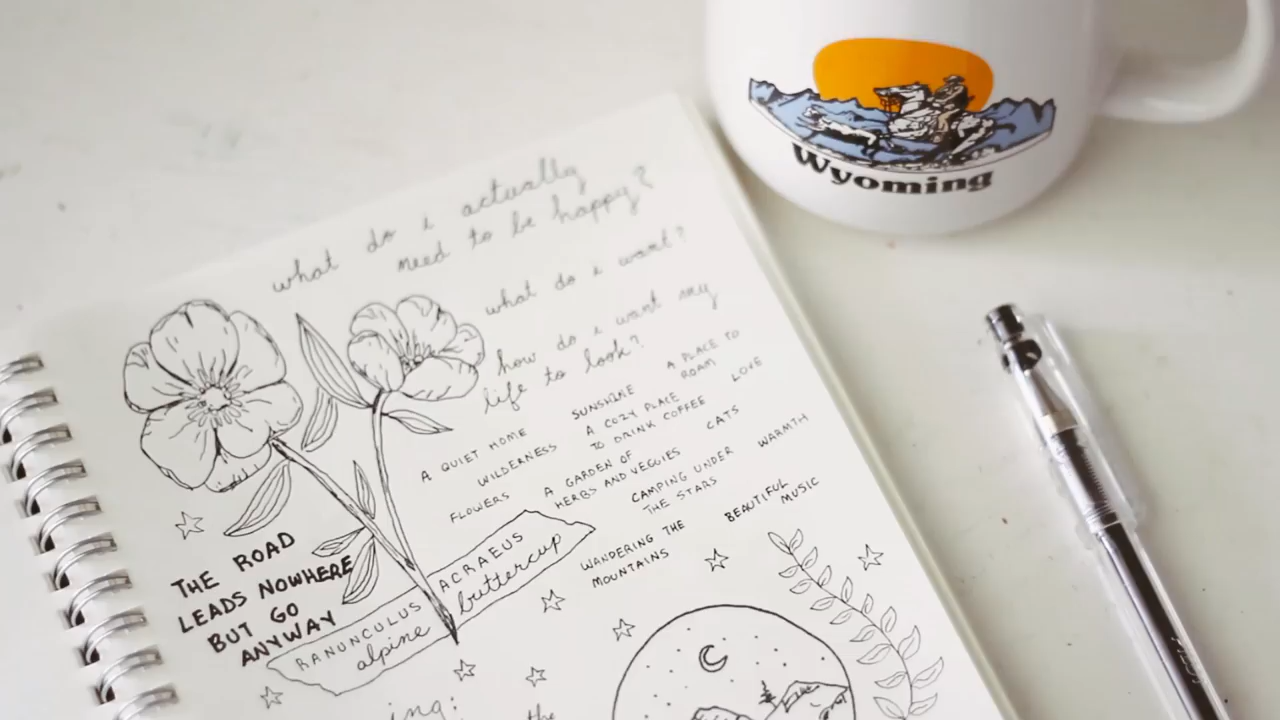 Wyoming
what do i actually
need to be happy?
what do i want?
how do i want my
life to look?
A QUIET HOME
SUNSHINE
A PLACE TO
ROAM
WILDERNESS
A COZY PLACE
TO DRINK COFFEE
LOVE
FLOWERS
A GARDEN OF
HERBS AND VEGGIES
CATS
CAMPING UNDER
THE STARS
WARMTH
WANDERING THE
MOUNTAINS
BEAUTIFUL
MUSIC
THE ROAD
LEADS NOWHERE
BUT GO
ANYWAY
RANUNCULUS ACRAEUS
alpine buttercup
the